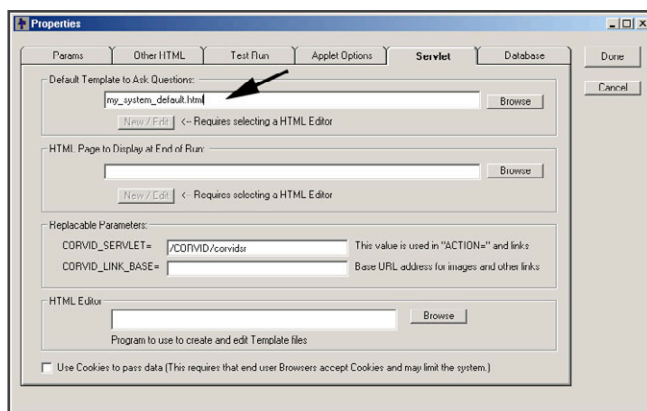 Properties
Params Other HTML Test Run Applet Options Servlet Database Done
Cancel
Default Template to Ask Questions:
my_system_default.html Browse
New / Edit <-- Requires selecting a HTML Editor
HTML Page to Display at End of Run:
Browse
New / Edit <-- Requires selecting a HTML Editor
Replacable Parameters:
CORVID_SERVLET= /CORVID/corvidsr This value is used in "ACTION=" and links
CORVID_LINK_BASE= Base URL address for images and other links
HTML Editor
Browse
Program to use to create and edit Template files
Use Cookies to pass data (This requires that end user Browsers accept Cookies and may limit the system.)